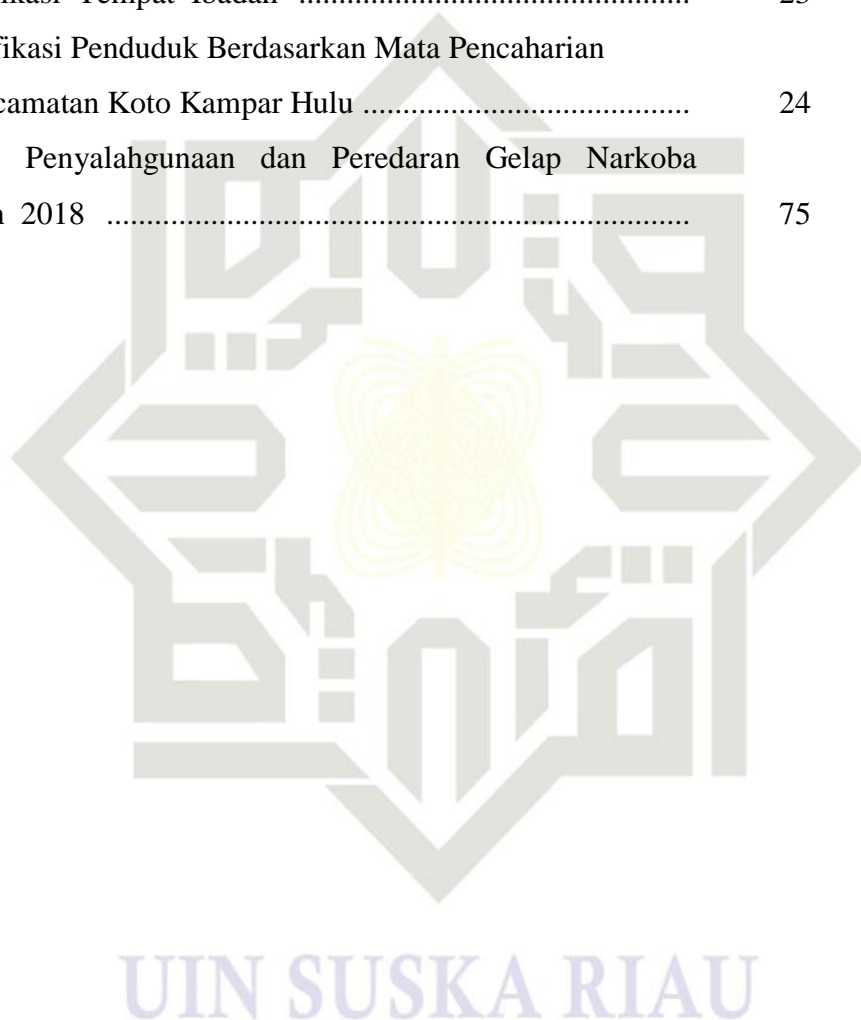 Tempat Ibadah ................................................. 23
fikasi Penduduk Berdasarkan Mata Pencaharian
camatan Koto Kampar Hulu ......................................... 24
Penyalahgunaan dan Peredaran Gelap Narkoba
2018 ......................................................................... 75
UIN SUSKA RIAU